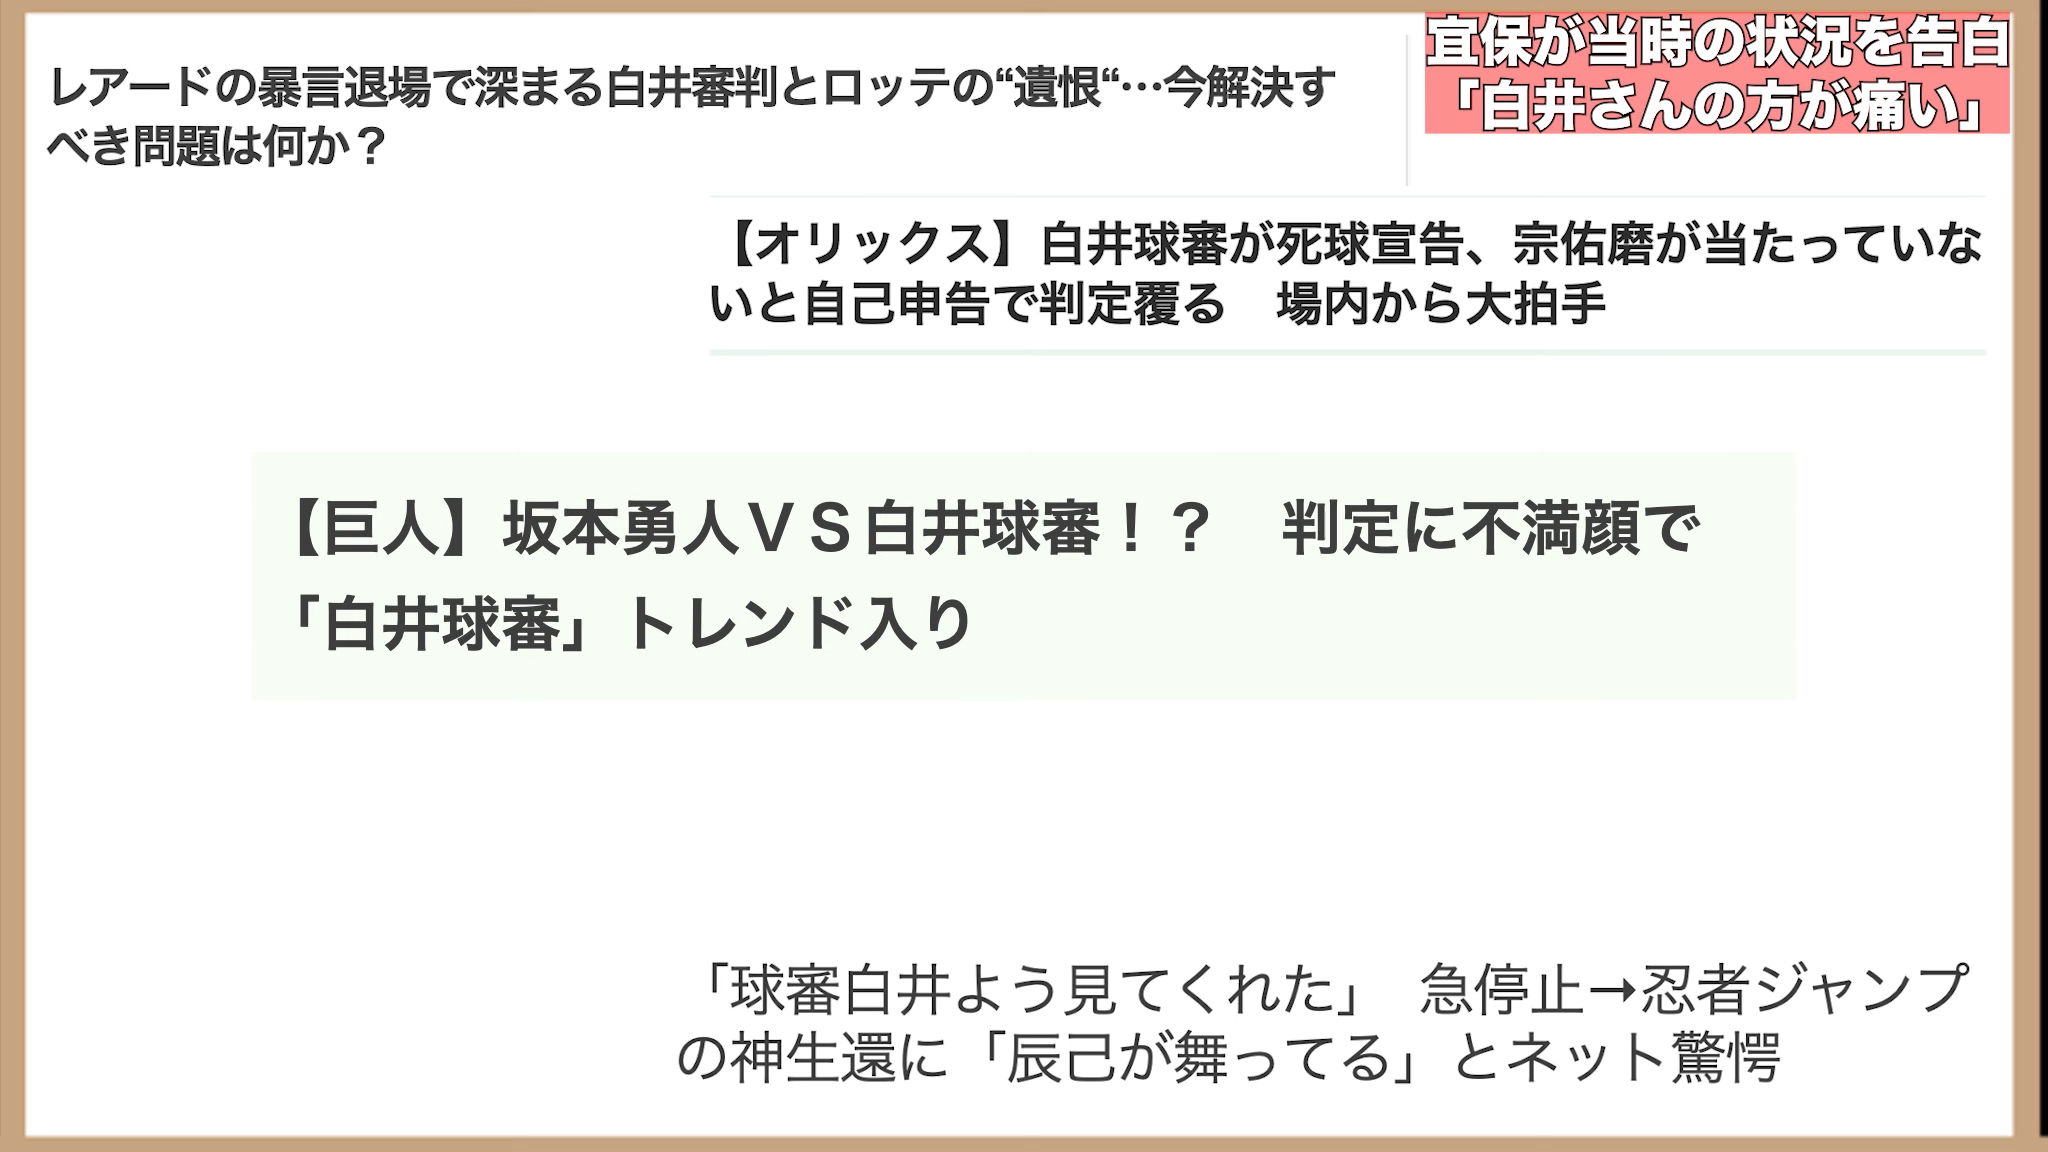 レアードの暴言退場で深まる白井審判とロッテの“遺恨“…今解決す
べき問題は何か？
宜保が当時の状況を告白
「白井さんの方が痛い」
【オリックス】白井球審が死球宣告、宗佑磨が当たっていな
いと自己申告で判定覆る　場内から大拍手
【巨人】坂本勇人ＶＳ白井球審！？　判定に不満顔で
「白井球審」トレンド入り
「球審白井よう見てくれた」　急停止→忍者ジャンプ
の神生還に「辰己が舞ってる」とネット驚愕